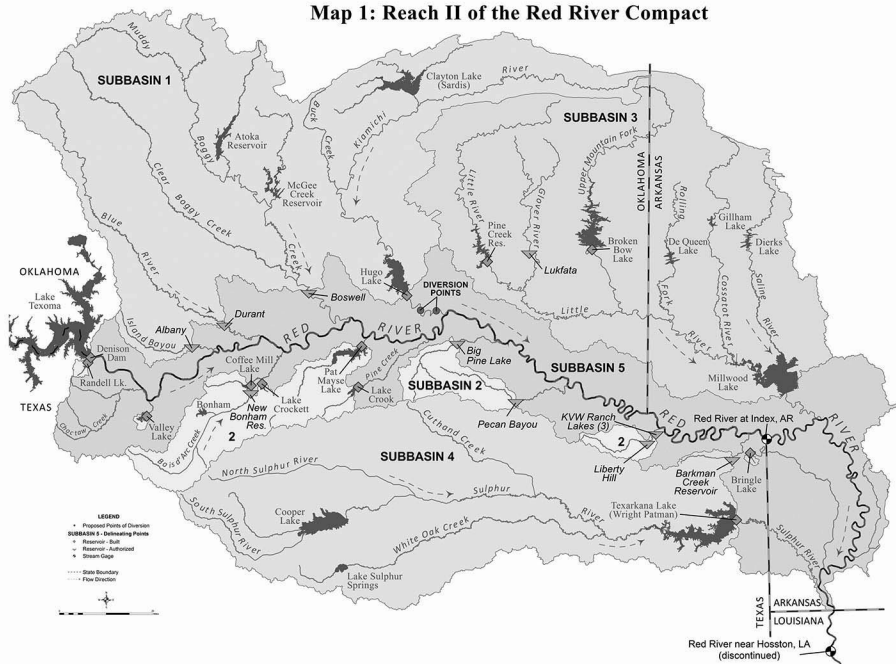 Map 1: Reach II of the Red River Compact
Muddy
Boggy
Creek
SUBBASIN 1
Clear
Boggy Creek
Blue
River
Atoka
Reservoir
McGee
Creek
Reservoir
Buck
Creek
Kiamichi
River
Clayton Lake
(Sardis)
SUBBASIN 3
Upper Mountain Fork
Little River
Glover River
Pine
Creek
Res.
Lukfata
Broken
Bow
Lake
OKLAHOMA
ARKANSAS
Rolling
Fork
De Queen
Lake
Gillham
Lake
Cossatot River
Dierks
Lake
Saline
River
Little
River
Millwood
Lake
Hugo
Lake
DIVERSION
POINTS
OKLAHOMA
Lake
Texoma
Denison
Dam
Randell Lk.
TEXAS
Choctaw Creek
Island Bayou
Albany
Durant
Boswell
RED
RIVER
Valley
Lake
Bonham
Coffee Mill
Lake
New
Bonham
Res.
Lake
Crockett
2
Boisd'Arc Creek
Pat
Mayse
Lake
Pine Creek
Lake
Crook
SUBBASIN 2
Big
Pine Lake
Pecan Bayou
SUBBASIN 5
KVW Ranch
Lakes (3)
2
Liberty
Hill
RED
RIVER
Red River at Index, AR
Barkman
Creek
Reservoir
Bringle
Lake
Cuthand Creek
SUBBASIN 4
North Sulphur River
South Sulphur River
Sulphur
River
Cooper
Lake
White Oak Creek
Lake Sulphur
Springs
Texarkana Lake
(Wright Patman)
Sulphur River
TEXAS
ARKANSAS
LOUISIANA
Red River near Hosston, LA
(discontinued)
LEGEND
Proposed Points of Diversion
SUBBASIN 5 - Delineating Points
Reservoir - Built
Reservoir - Authorized
Stream Gage
State Boundary
Flow Direction